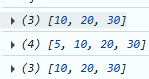 (3) [10, 20, 30]
(4) [5, 10, 20, 30]
(3) [10, 20, 30]